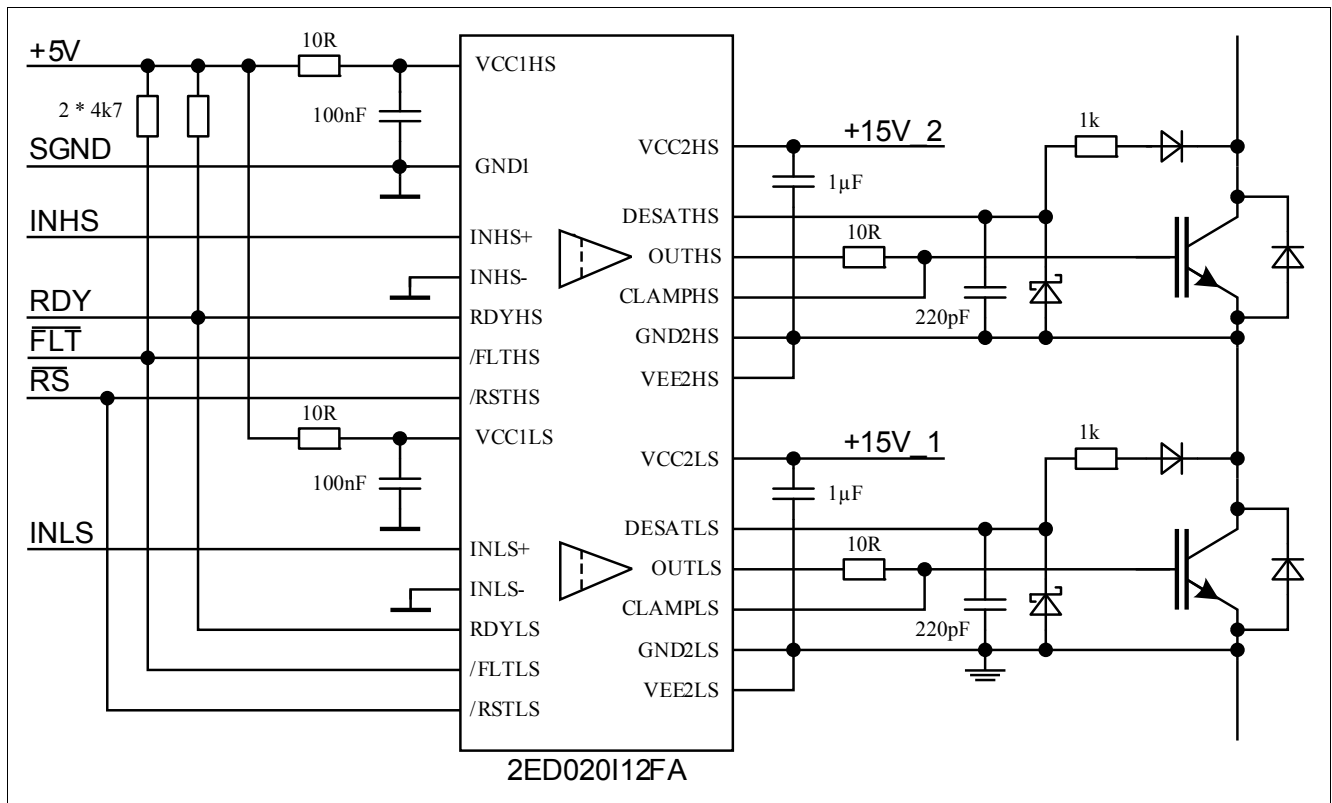 +5V
10R
VCC1HS
2 * 4k7
100nF
SGND
GND1
INHS
INHS+
INHS-
RDY
RDYHS
FLT
/FLTHS
RS
/RSTHS
10R
VCC1LS
100nF
INLS
INLS+
INLS-
RDYLS
/FLTLS
/RSTLS
VCC2HS
+15V_2
1k
1µF
DESATHS
10R
OUTHS
CLAMPHS
220pF
GND2HS
VEE2HS
VCC2LS
+15V_1
1k
1µF
DESATLS
10R
OUTLS
CLAMPLS
220pF
GND2LS
VEE2LS
2ED020I12FA